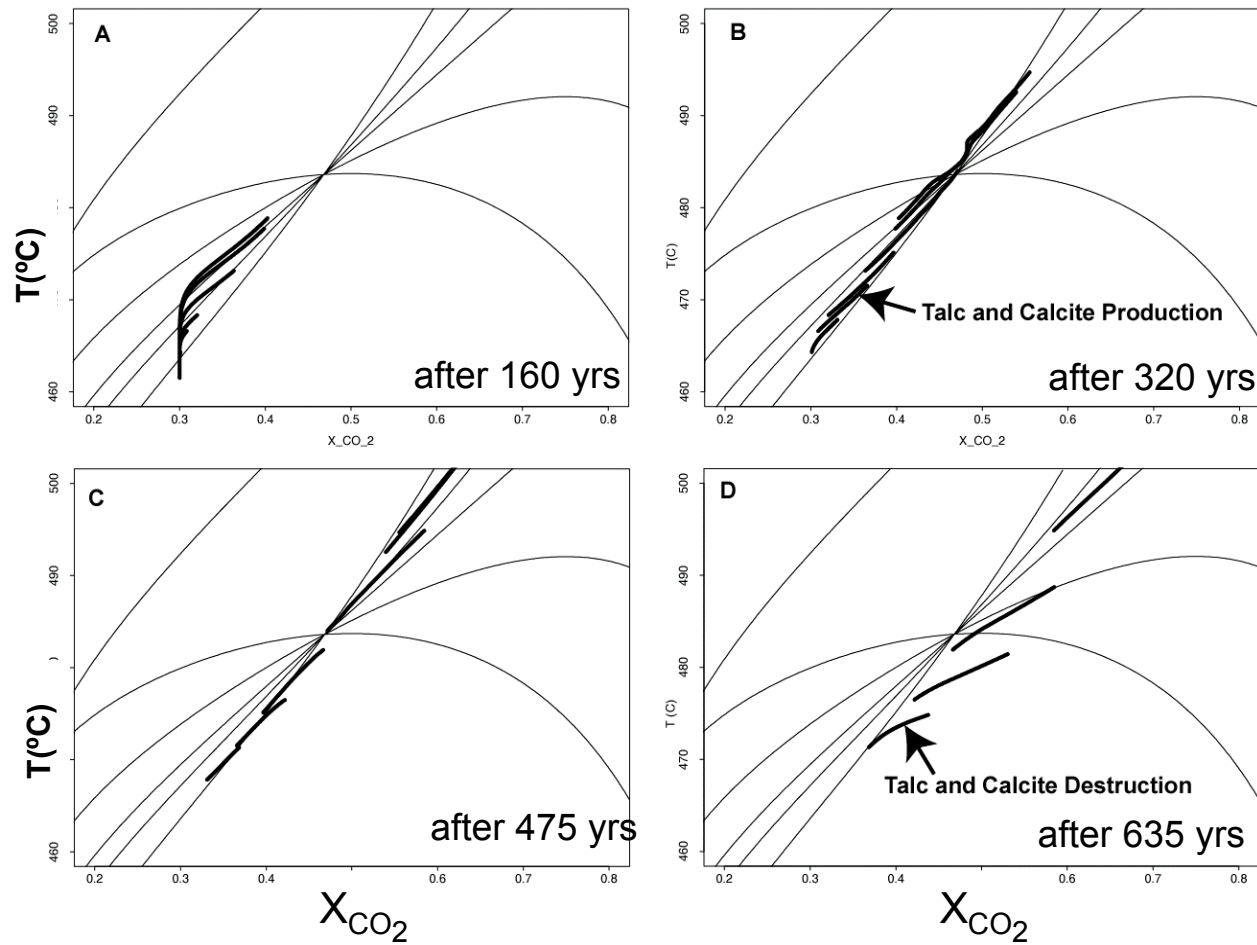 A
500
490
460
T(ºC)
after 160 yrs
0.2 0.3 0.4 0.5 0.6 0.7 0.8
X_CO_2
B
500
490
480
470
460
T(C)
Talc and Calcite Production
after 320 yrs
0.2 0.3 0.4 0.5 0.6 0.7 0.8
X_CO_2
C
500
490
)
460
T(ºC)
after 475 yrs
0.2 0.3 0.4 0.5 0.6 0.7 0.8
XCO2
D
500
490
480
470
460
T (C)
Talc and Calcite Destruction
after 635 yrs
0.2 0.3 0.4 0.5 0.6 0.7 0.8
XCO2